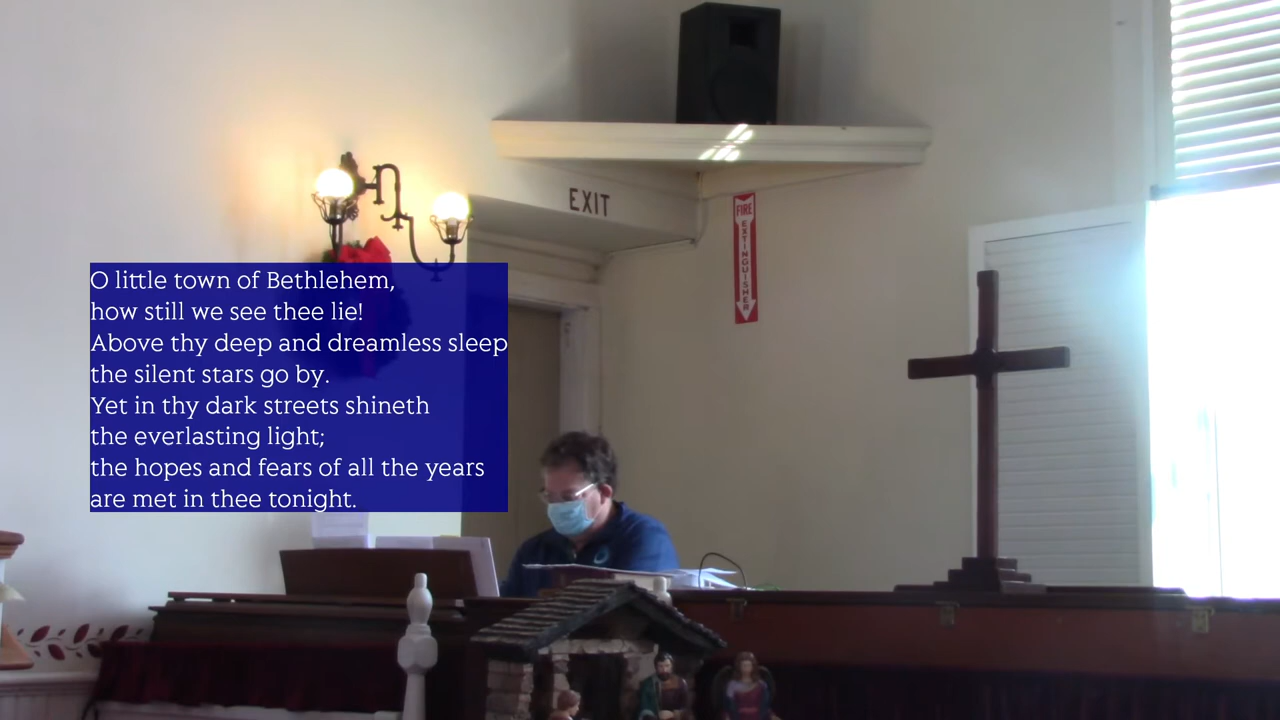 EXIT
FIRE
EXTINGUISHER
O little town of Bethlehem,
how still we see thee lie!
Above thy deep and dreamless sleep
the silent stars go by.
Yet in thy dark streets shineth
the everlasting light;
the hopes and fears of all the years
are met in thee tonight.